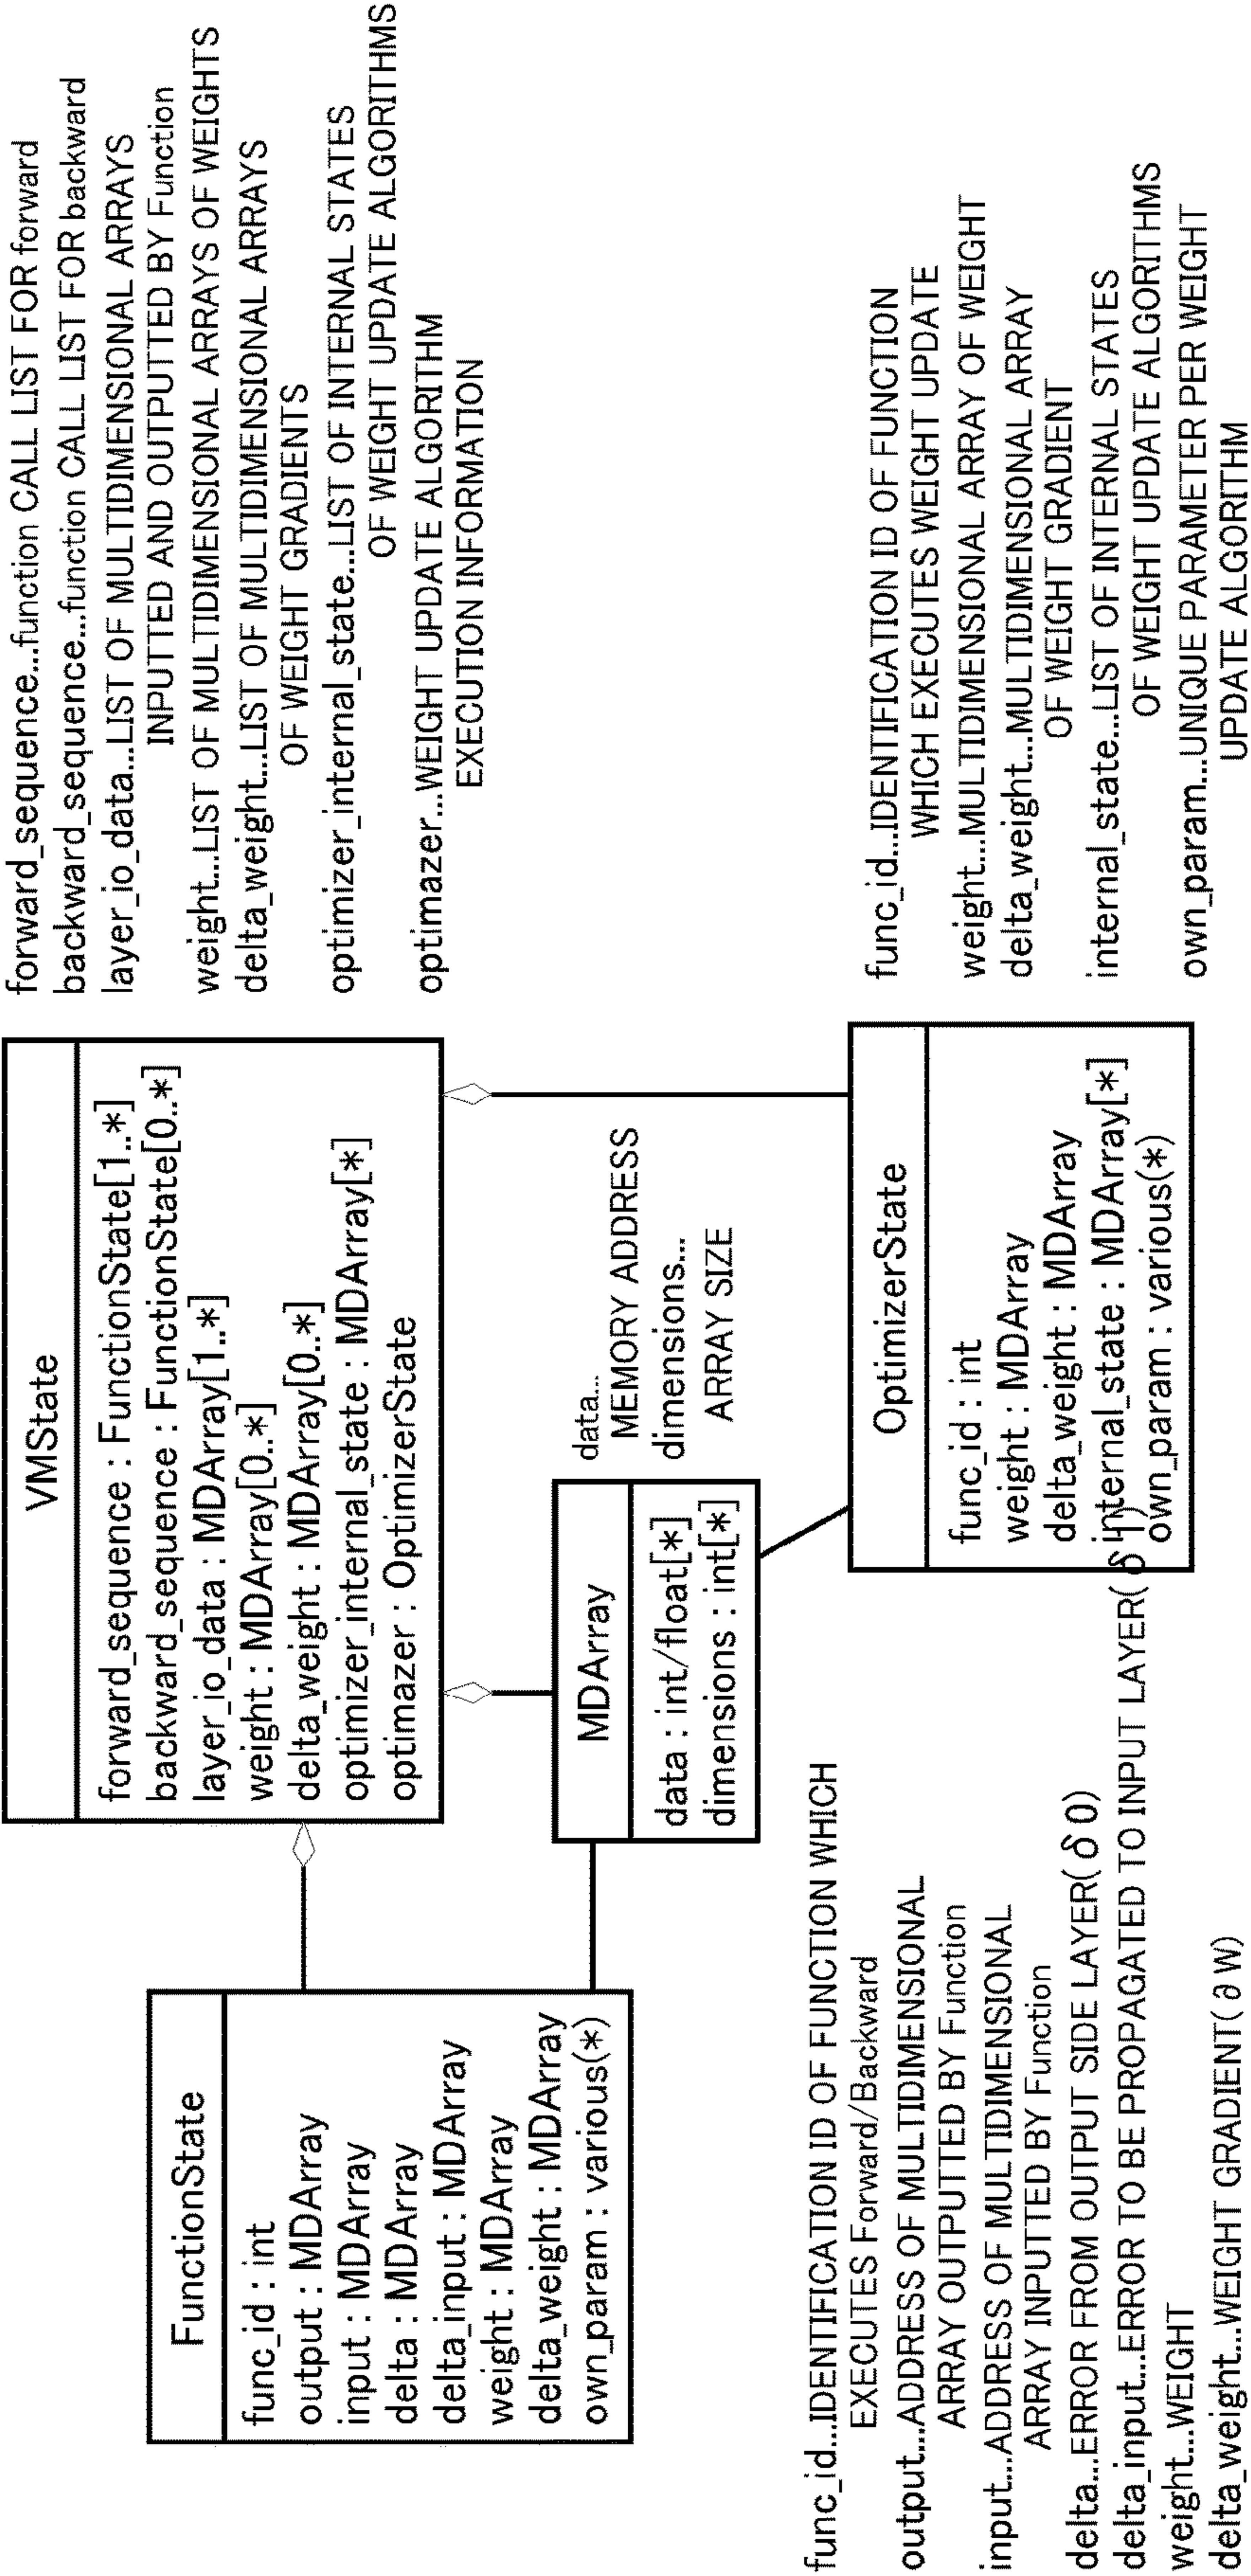 VMState
forward_sequence : FunctionState[1..*]
backward_sequence : FunctionState[0..*]
layer_io_data : MDArray[1..*]
weight : MDArray[0..*]
delta_weight : MDArray[0..*]
optimizer_internal_state : MDArray[*]
optimazer : OptimizerState
forward_sequence...function CALL LIST FOR forward
backward_sequence...function CALL LIST FOR backward
layer_io_data...LIST OF MULTIDIMENSIONAL ARRAYS
INPUTTED AND OUTPUTTED BY Function
weight...LIST OF MULTIDIMENSIONAL ARRAYS OF WEIGHTS
delta_weight...LIST OF MULTIDIMENSIONAL ARRAYS
OF WEIGHT GRADIENTS
optimizer_internal_state...LIST OF INTERNAL STATES
OF WEIGHT UPDATE ALGORITHMS
optimazer...WEIGHT UPDATE ALGORITHM
EXECUTION INFORMATION
FunctionState
func_id : int
output : MDArray
input : MDArray
delta : MDArray
delta_input : MDArray
weight : MDArray
delta_weight : MDArray
own_param : various(*)
MDArray
data : int/float[*]
dimensions : int[*]
data...
MEMORY ADDRESS
dimensions...
ARRAY SIZE
func_id...IDENTIFICATION ID OF FUNCTION WHICH
EXECUTES Forward/Backward
output...ADDRESS OF MULTIDIMENSIONAL
ARRAY OUTPUTTED BY Function
input...ADDRESS OF MULTIDIMENSIONAL
ARRAY INPUTTED BY Function
delta...ERROR FROM OUTPUT SIDE LAYER(δ0)
delta_input...ERROR TO BE PROPAGATED TO INPUT LAYER(δ1)
weight...WEIGHT
delta_weight...WEIGHT GRADIENT(∂W)
OptimizerState
func_id : int
weight : MDArray
delta_weight : MDArray
internal_state : MDArray[*]
own_param : various(*)
func_id...IDENTIFICATION ID OF FUNCTION
WHICH EXECUTES WEIGHT UPDATE
weight...MULTIDIMENSIONAL ARRAY OF WEIGHT
delta_weight...MULTIDIMENSIONAL ARRAY
OF WEIGHT GRADIENT
internal_state...LIST OF INTERNAL STATES
OF WEIGHT UPDATE ALGORITHMS
own_param...UNIQUE PARAMETER PER WEIGHT
UPDATE ALGORITHM